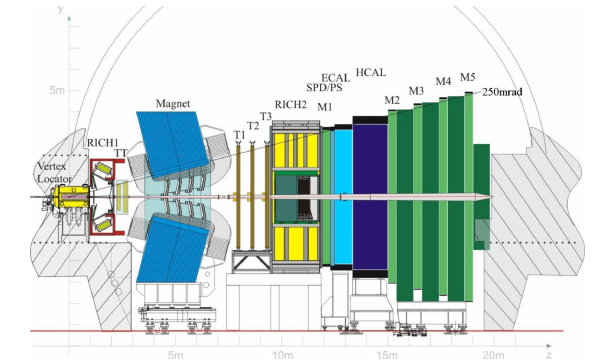 y
ECAL
HCAL
SPD/PS
M4
M5
M3
250mrad
5m
Magnet
RICH2
M1
M2
T3
T2
T1
RICH1
TT
Vertex
Locator
5m
10m
15m
20m
z